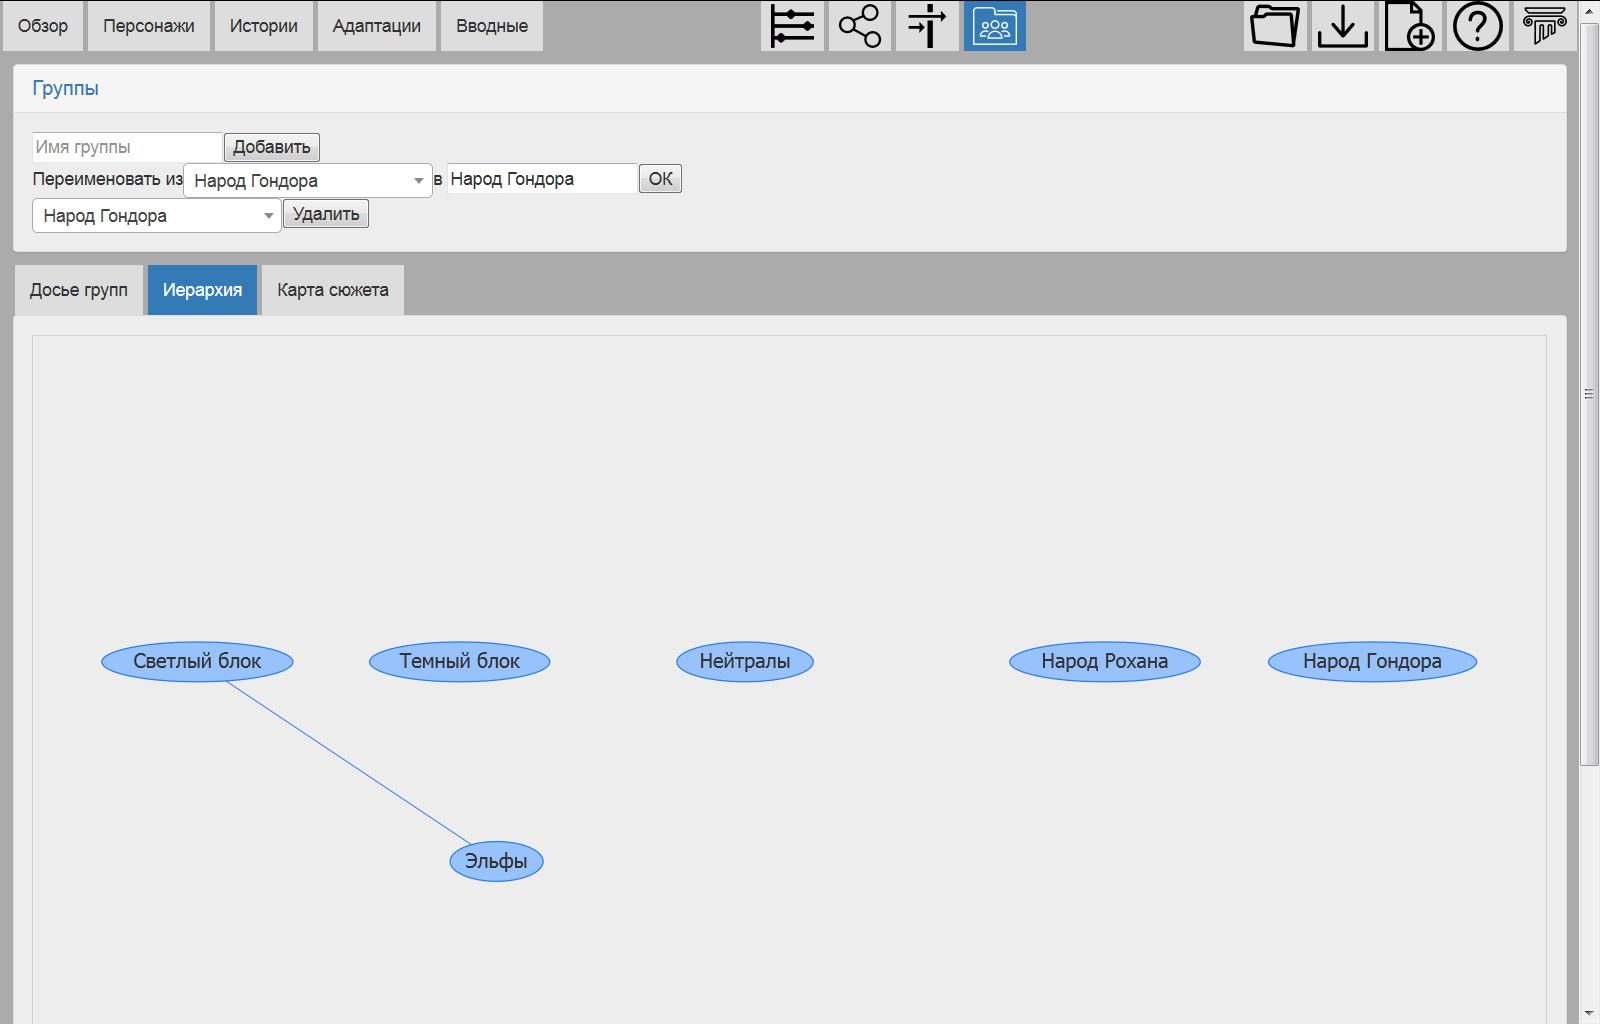 Обзор Персонажи Истории Адаптации Вводные
Группы
Имя группы Добавить
Переименовать из Народ Гондора в Народ Гондора ОК
Народ Гондора Удалить
Досье групп Иерархия Карта сюжета
Светлый блок Темный блок Нейтралы Народ Рохана Народ Гондора
Эльфы